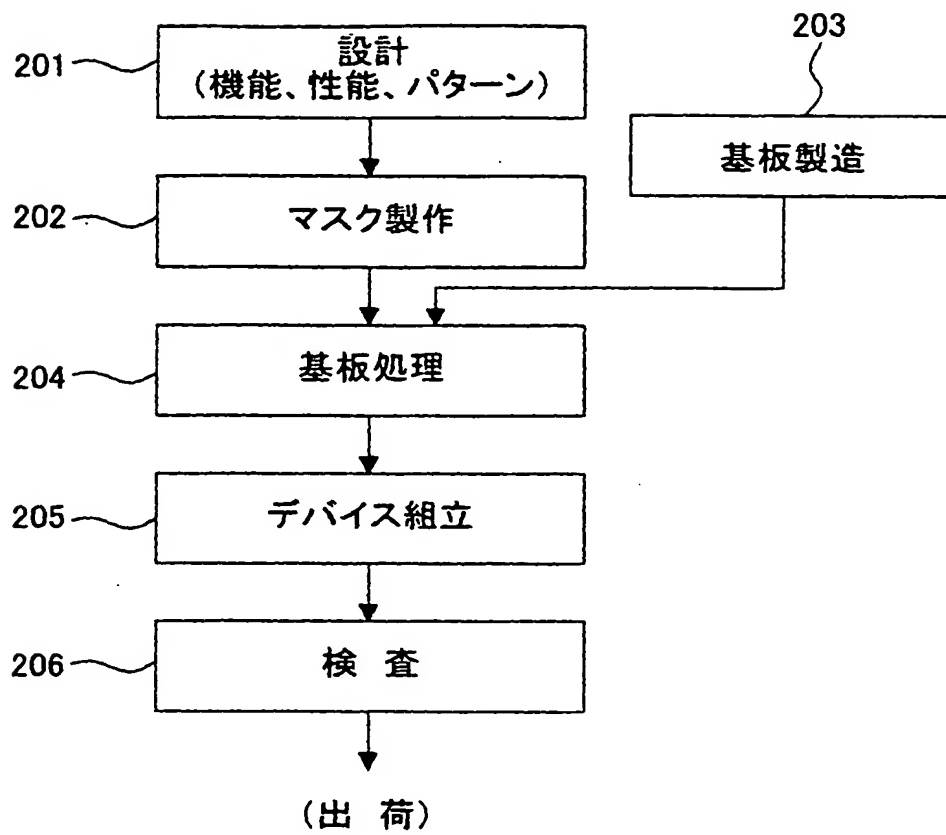 201
設計
(機能、性能、パターン)
203
基板製造
202
マスク製作
204
基板処理
205
デバイス組立
206
検 査
(出 荷)